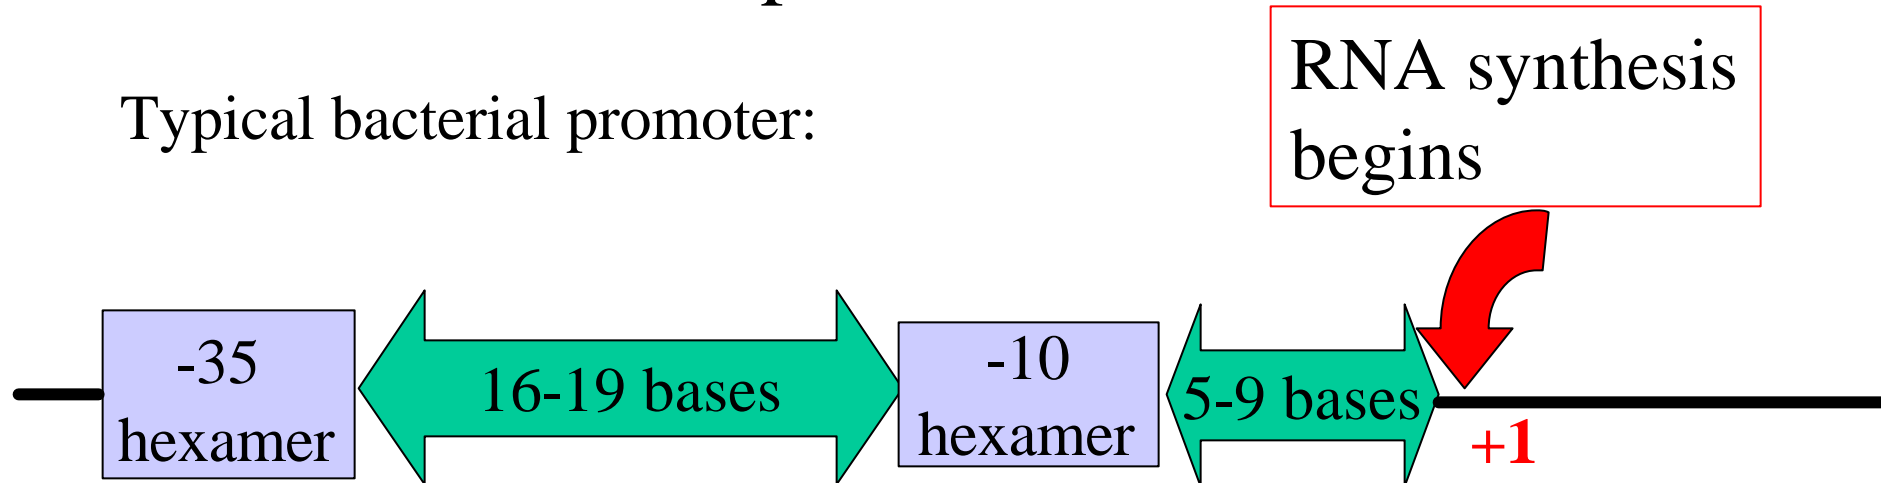 RNA synthesis
begins
Typical bacterial promoter:
-35
hexamer
16-19 bases
-10
hexamer
5-9 bases
+1